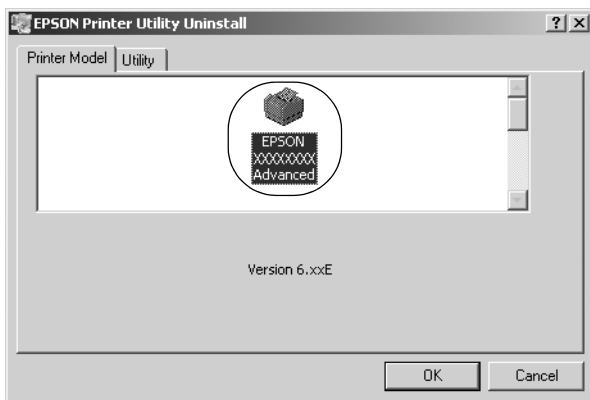 EPSON Printer Utility Uninstall
Printer Model Utility
EPSON
XXXXXXXX
Advanced
Version 6.xxE
OK Cancel